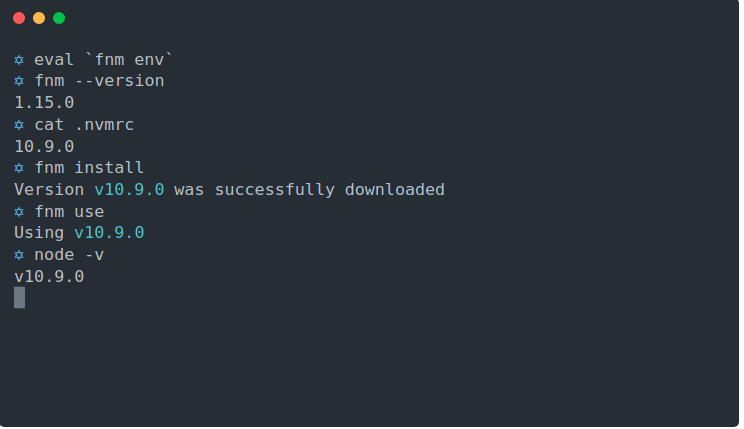 ✡ eval `fnm env`
✡ fnm --version
1.15.0
✡ cat .nvmrc
10.9.0
✡ fnm install
Version v10.9.0 was successfully downloaded
✡ fnm use
Using v10.9.0
✡ node -v
v10.9.0